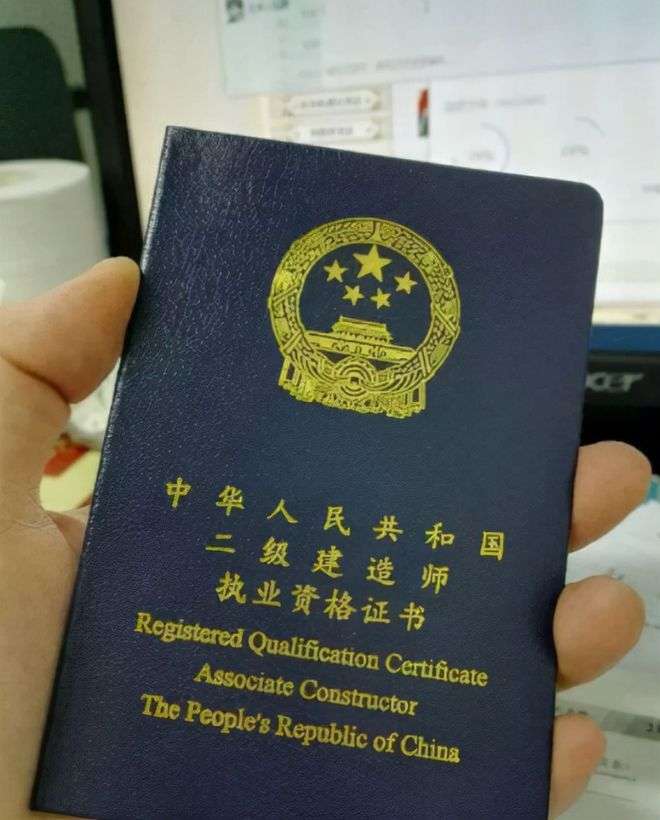 中华人民共和国
二级建造师
执业资格证书
Registered Qualification Certificate
Associate Constructor
The People's Republic of China
acer